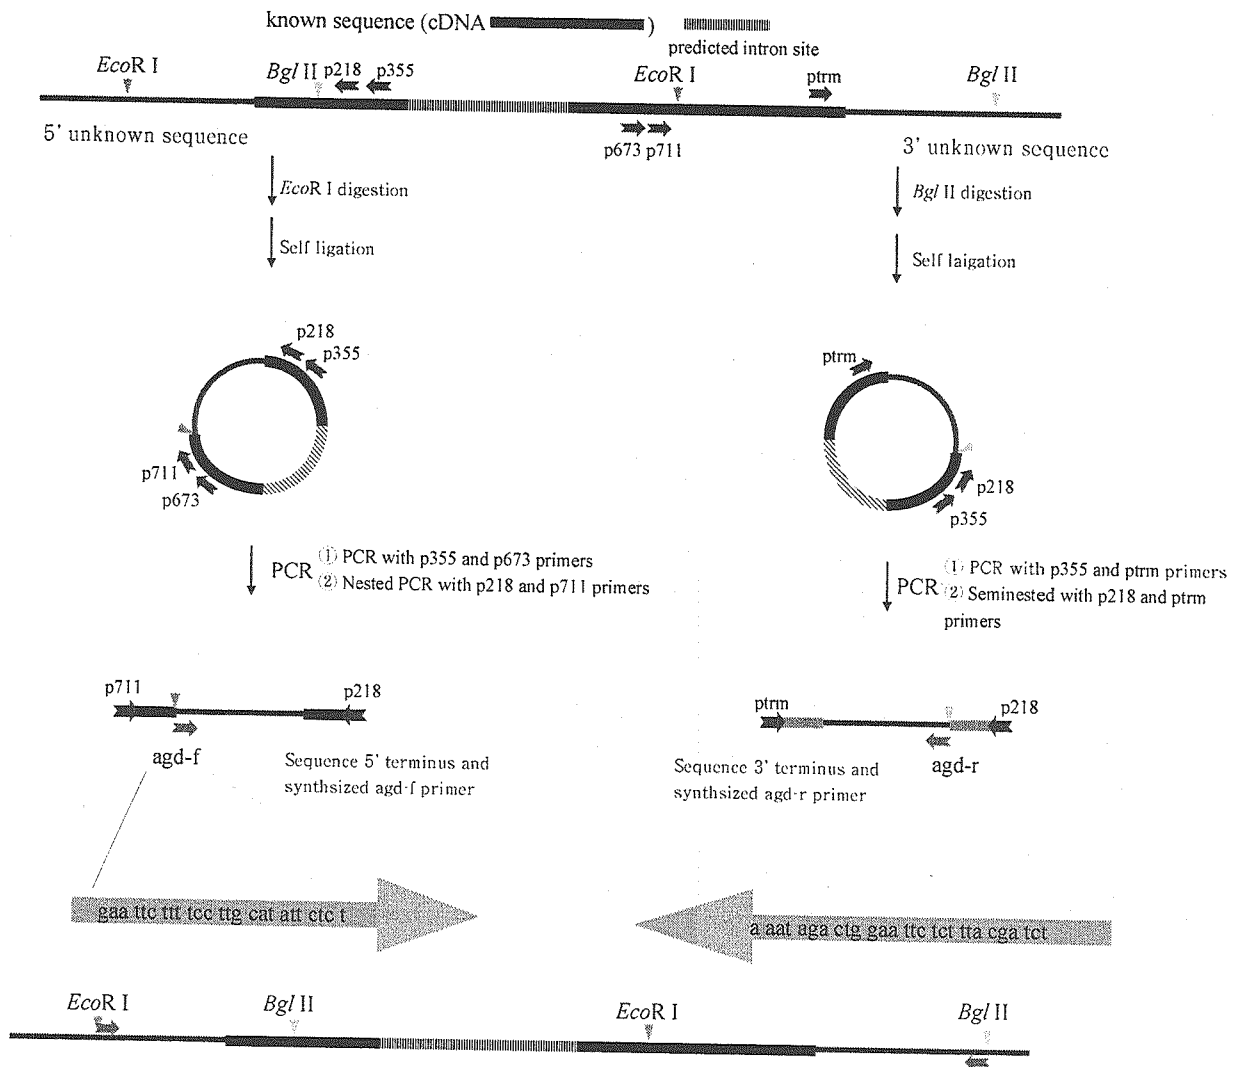 known sequence (cDNA )
predicted intron site
EcoR I
Bgl II
p218
p355
EcoR I
ptrm
Bgl II
5' unknown sequence
p673 p711
3' unknown sequence
EcoR I digestion
Bgl II digestion
Self ligation
Self laigation
p218
p355
p711
p673
ptrm
p218
p355
PCR
① PCR with p355 and p673 primers
② Nested PCR with p218 and p711 primers
PCR
① PCR with p355 and ptrm primers
② Seminested with p218 and ptrm
primers
p711
p218
agd-f
Sequence 5' terminus and
synthsized agd-f primer
ptrm
p218
agd-r
Sequence 3' terminus and
synthsized agd-r primer
gaa ttc ttt tcc ttg cat att ctc t
a aat aga ctg gaa ttc tct tta cga tct
EcoR I
Bgl II
EcoR I
Bgl II